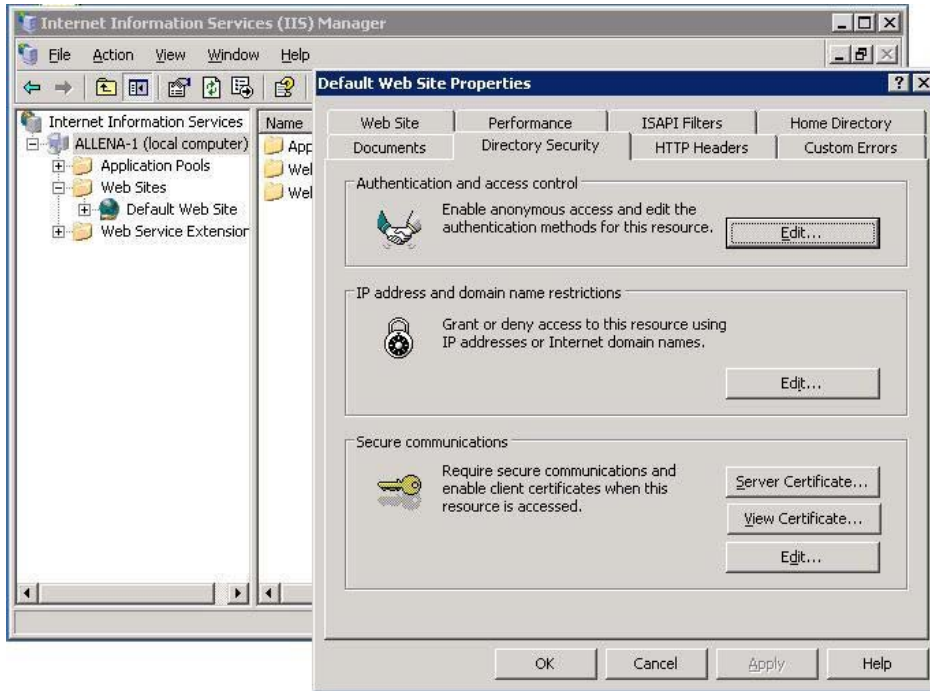 Internet Information Services (IIS) Manager
File Action View Window Help
Internet Information Services
ALLENA-1 (local computer)
Application Pools
Web Sites
Default Web Site
Web Service Extension
Name
App
Wel
Wel
Default Web Site Properties
Web Site Performance ISAPI Filters Home Directory
Documents Directory Security HTTP Headers Custom Errors
Authentication and access control
Enable anonymous access and edit the
authentication methods for this resource.
Edit...
IP address and domain name restrictions
Grant or deny access to this resource using
IP addresses or Internet domain names.
Edit...
Secure communications
Require secure communications and
enable client certificates when this
resource is accessed.
Server Certificate...
View Certificate...
Edit...
OK Cancel Apply Help